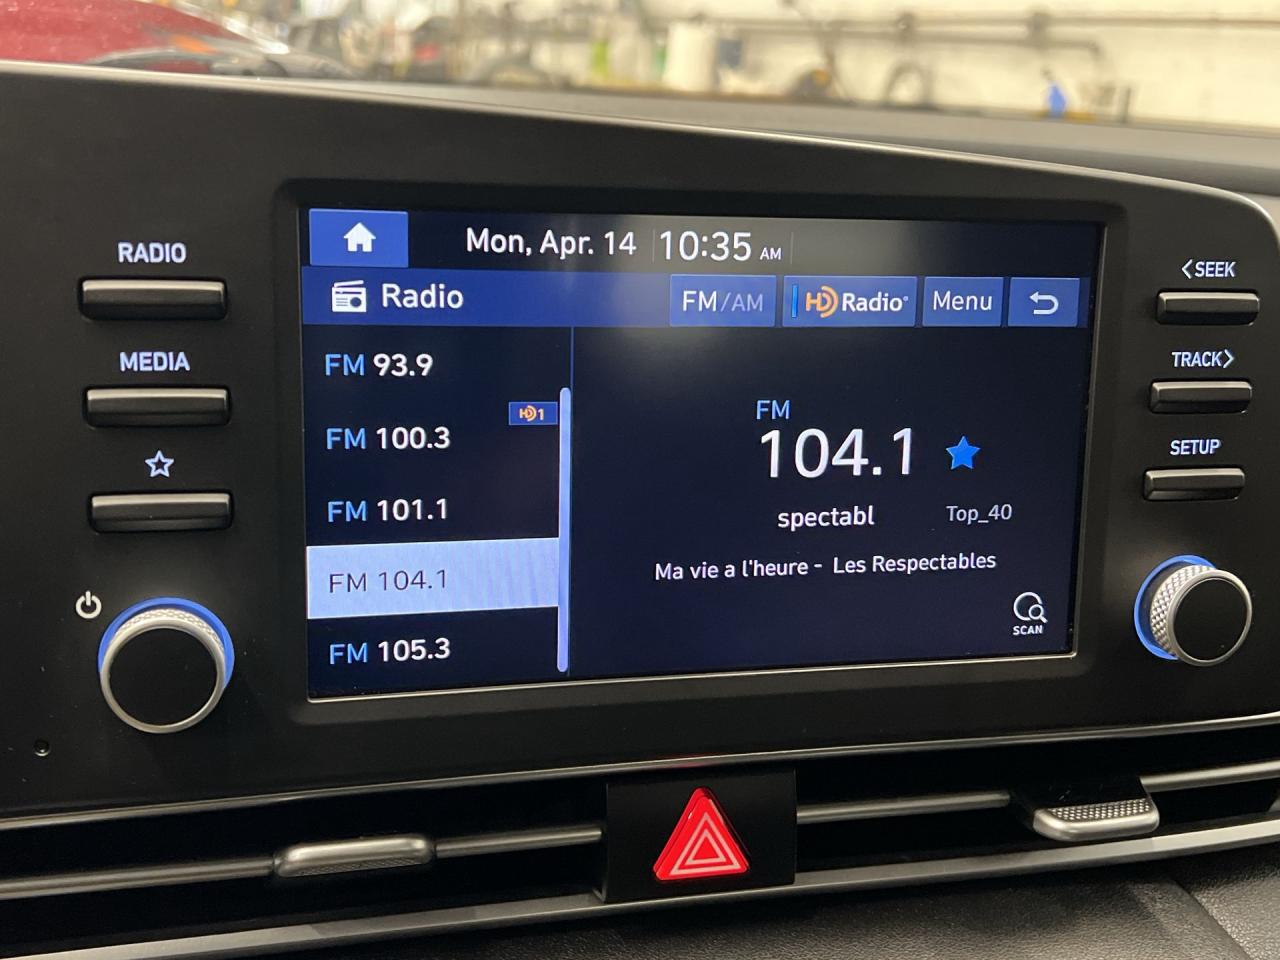 RADIO
MEDIA
Mon, Apr. 14 10:35 AM
Radio FM/AM HD Radio Menu
FM 93.9
HD1
FM 100.3
FM 101.1
FM 104.1
FM 105.3
FM
104.1
spectabl Top_40
Ma vie a l'heure - Les Respectables
SCAN
<SEEK
TRACK>
SETUP